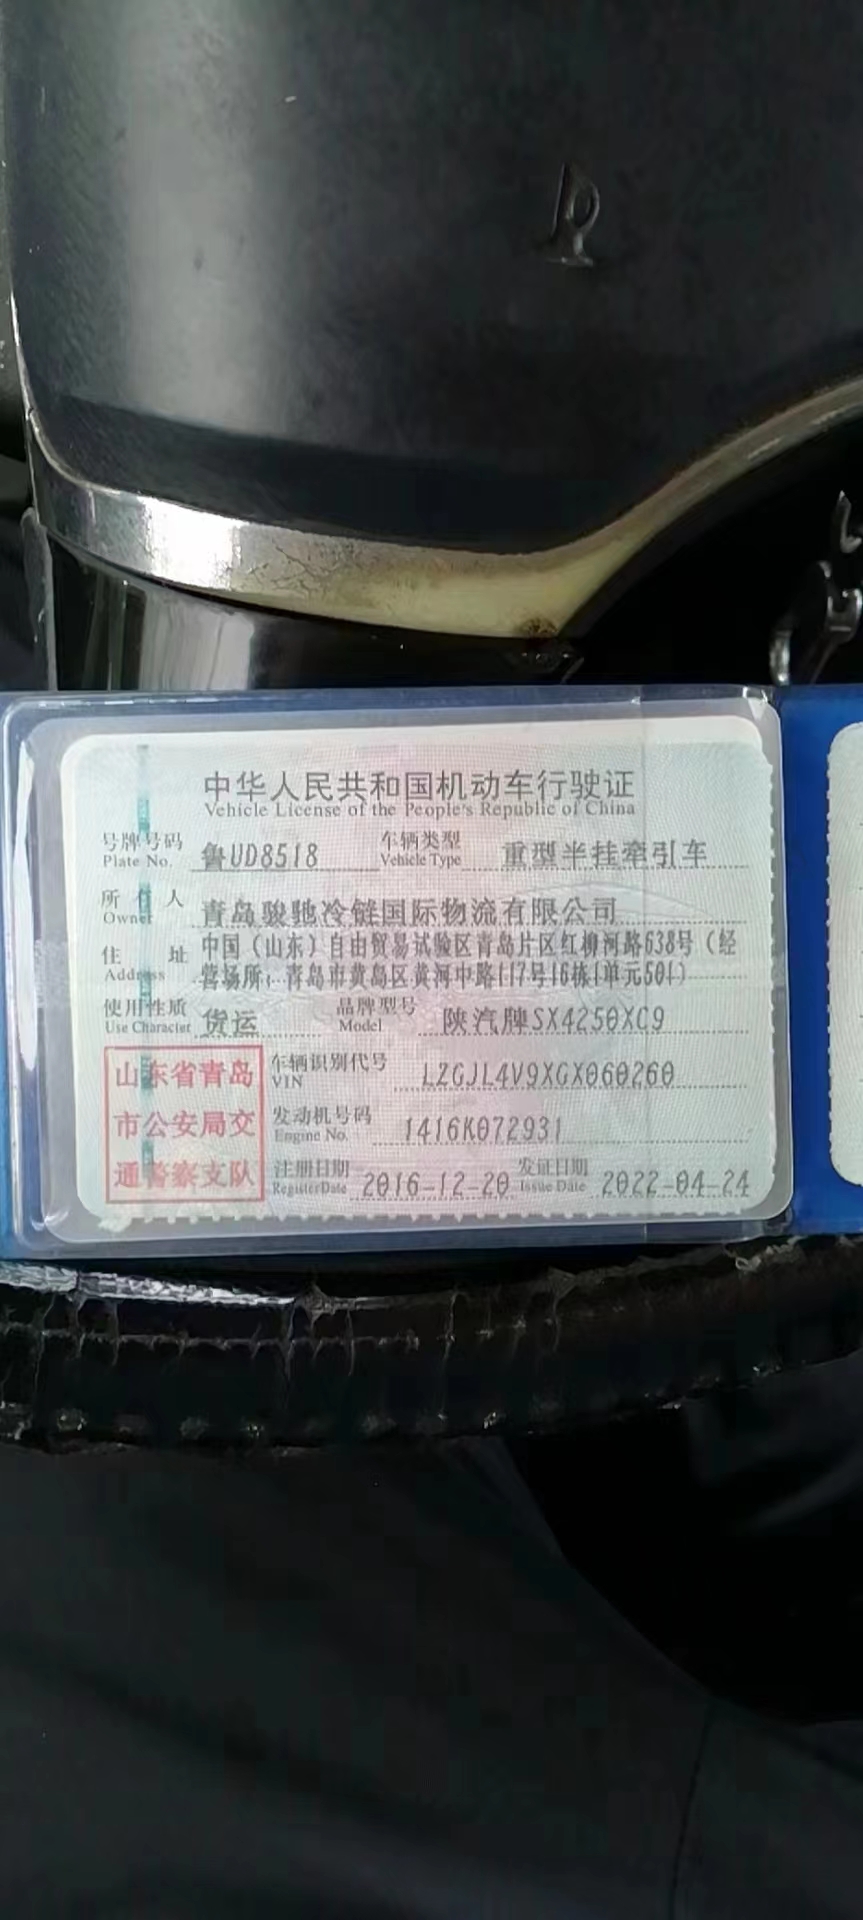 中华人民共和国机动车行驶证
Vehicle License of the People's Republic of China
号牌号码 鲁UD8518 车辆类型 重型半挂牵引车
Plate No. Vehicle Type
所有人 青岛骏驰冷链国际物流有限公司
Owner
住址 中国（山东）自由贸易试验区青岛片区红柳河路638号（经
Address 营场所：青岛市黄岛区黄河中路117号16栋1单元501）
使用性质 货运 品牌型号 陕汽牌SX4250XC9
Use Character Model
山东省青岛
市公安局交
通警察支队
车辆识别代号 LZGJL4V9XGX060260
VIN
发动机号码 1416K072931
Engine No.
注册日期 2016-12-20 发证日期 2022-04-24
Register Date Issue Date